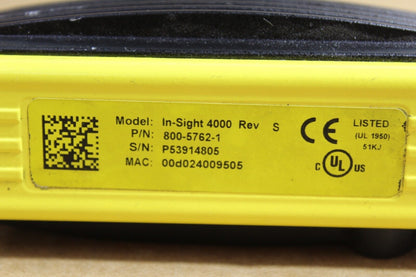 Model: In-Sight 4000 Rev S
P/N: 800-5762-1
S/N: P53914805
MAC: 00d024009505
CE
LISTED
(UL 1950)
51KJ
C UL US